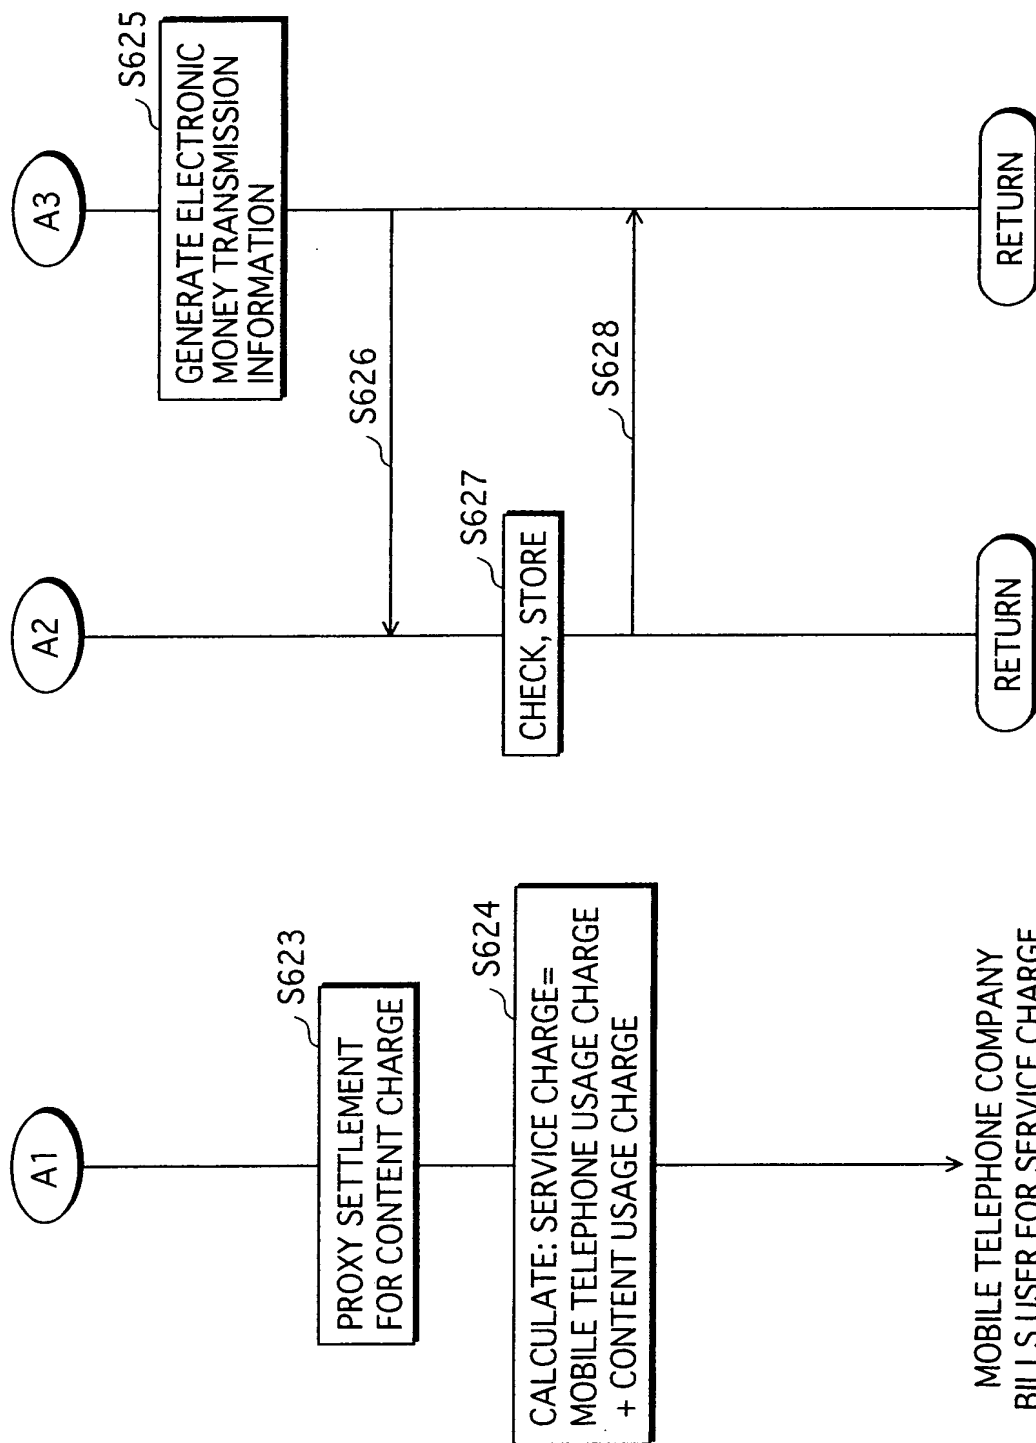 A1
S623
PROXY SETTLEMENT
FOR CONTENT CHARGE
S624
CALCULATE: SERVICE CHARGE=
MOBILE TELEPHONE USAGE CHARGE
+ CONTENT USAGE CHARGE
MOBILE TELEPHONE COMPANY
BILLS USER FOR SERVICE CHARGE
A2
S627
CHECK, STORE
RETURN
A3
S625
GENERATE ELECTRONIC
MONEY TRANSMISSION
INFORMATION
S626
S628
RETURN